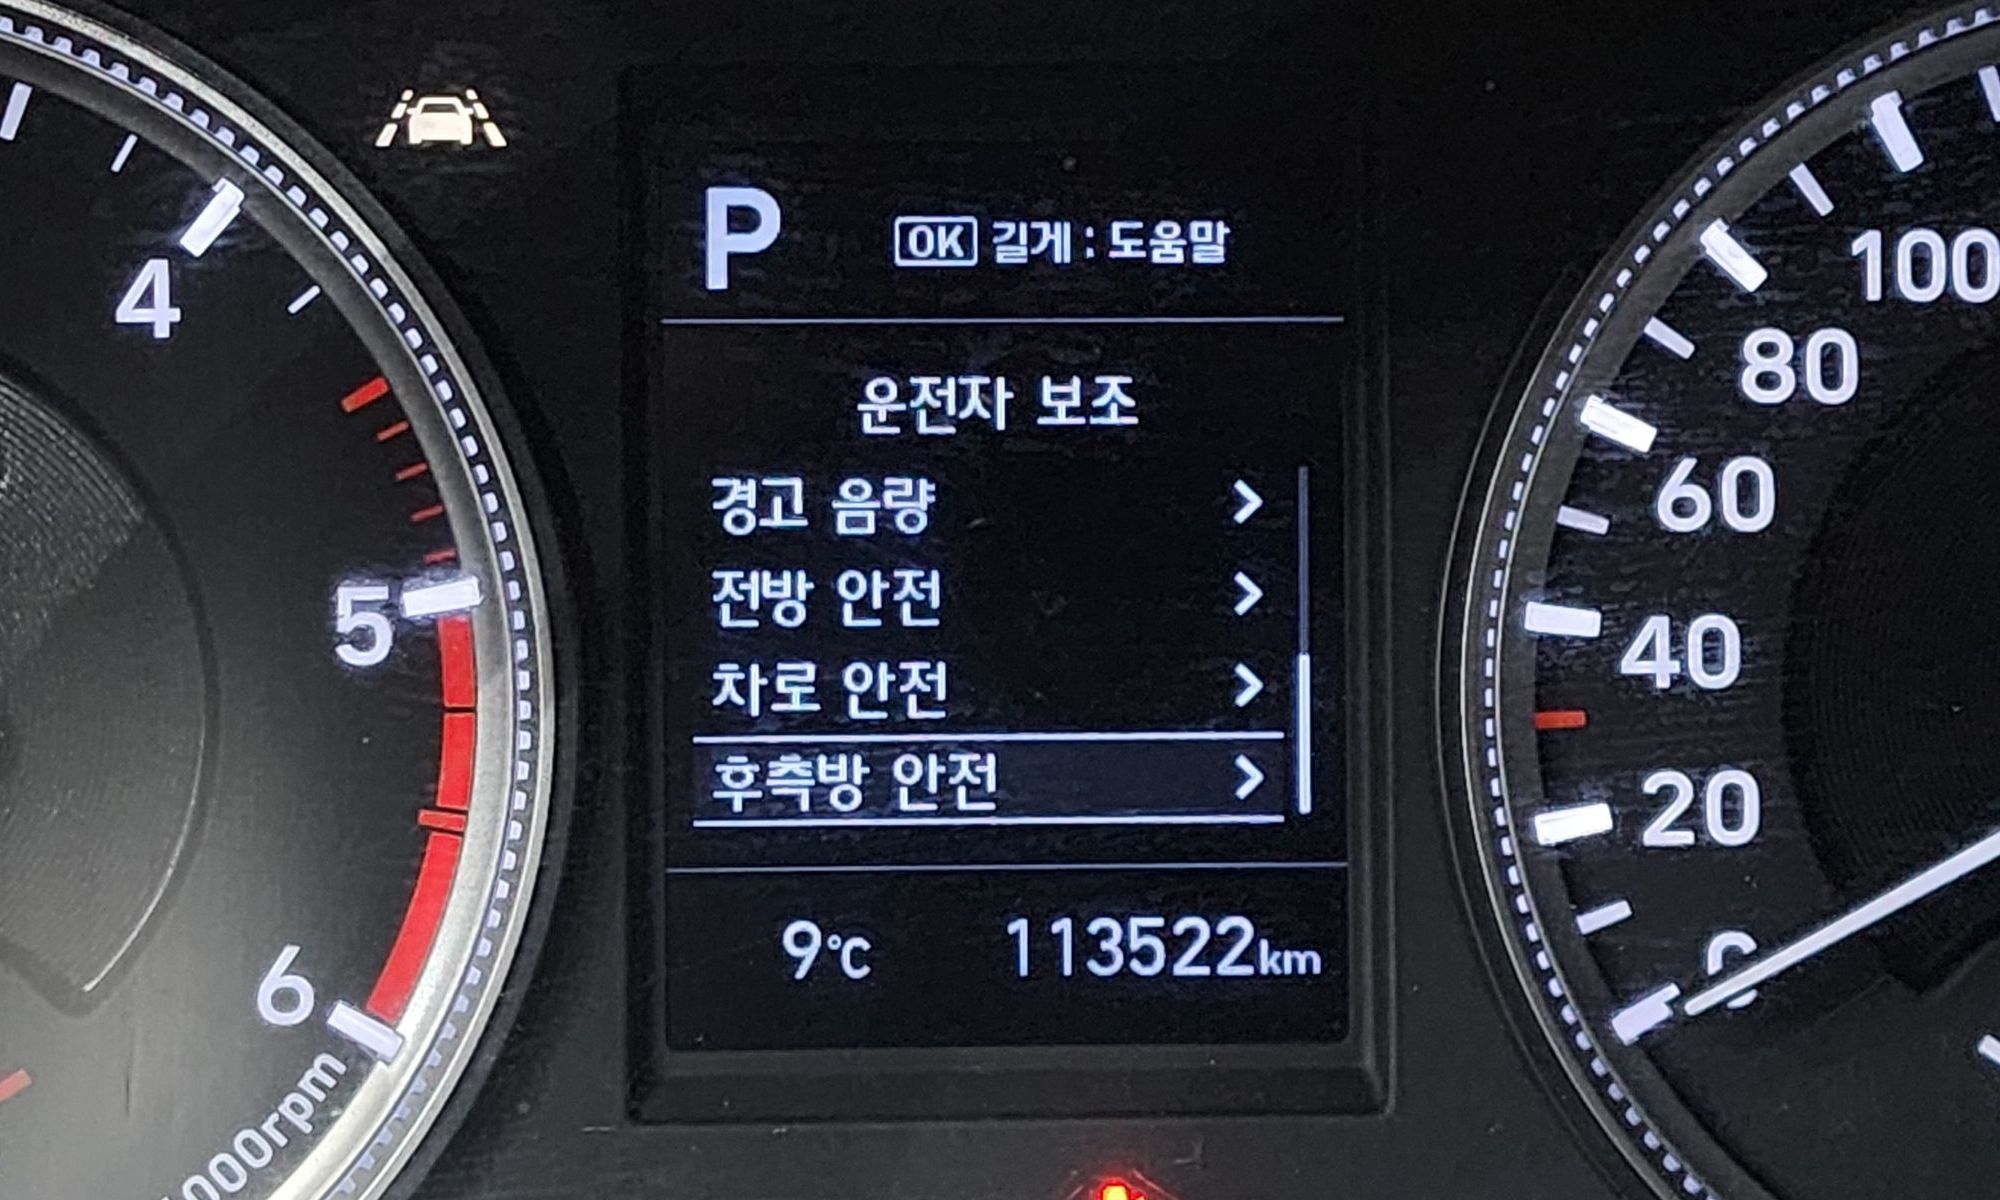 P
OK 길게 : 도움말
운전자 보조
경고 음량
전방 안전
차로 안전
후측방 안전
9℃ 113522km
4
5
6
000rpm
100
80
60
40
20
0